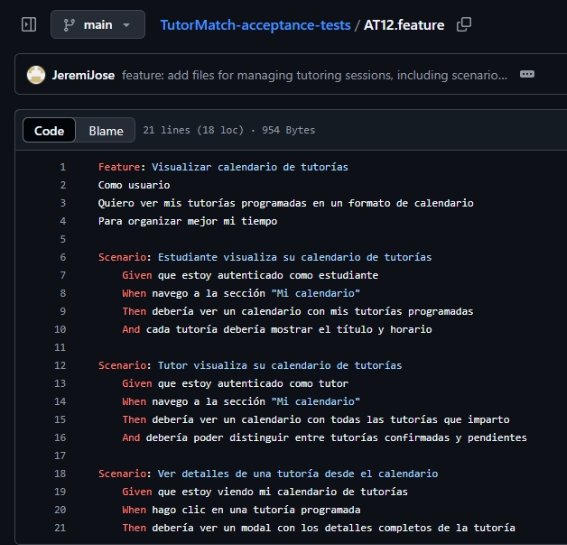 main
TutorMatch-acceptance-tests / AT12.feature
JeremiJose feature: add files for managing tutoring sessions, including scenario...
Code Blame 21 lines (18 loc) · 954 Bytes
1 Feature: Visualizar calendario de tutorías
2 Como usuario
3 Quiero ver mis tutorías programadas en un formato de calendario
4 Para organizar mejor mi tiempo
5
6 Scenario: Estudiante visualiza su calendario de tutorías
7 Given que estoy autenticado como estudiante
8 When navego a la sección "Mi calendario"
9 Then debería ver un calendario con mis tutorías programadas
10 And cada tutoría debería mostrar el título y horario
11
12 Scenario: Tutor visualiza su calendario de tutorías
13 Given que estoy autenticado como tutor
14 When navego a la sección "Mi calendario"
15 Then debería ver un calendario con todas las tutorías que imparto
16 And debería poder distinguir entre tutorías confirmadas y pendientes
17
18 Scenario: Ver detalles de una tutoría desde el calendario
19 Given que estoy viendo mi calendario de tutorías
20 When hago clic en una tutoría programada
21 Then debería ver un modal con los detalles completos de la tutoría